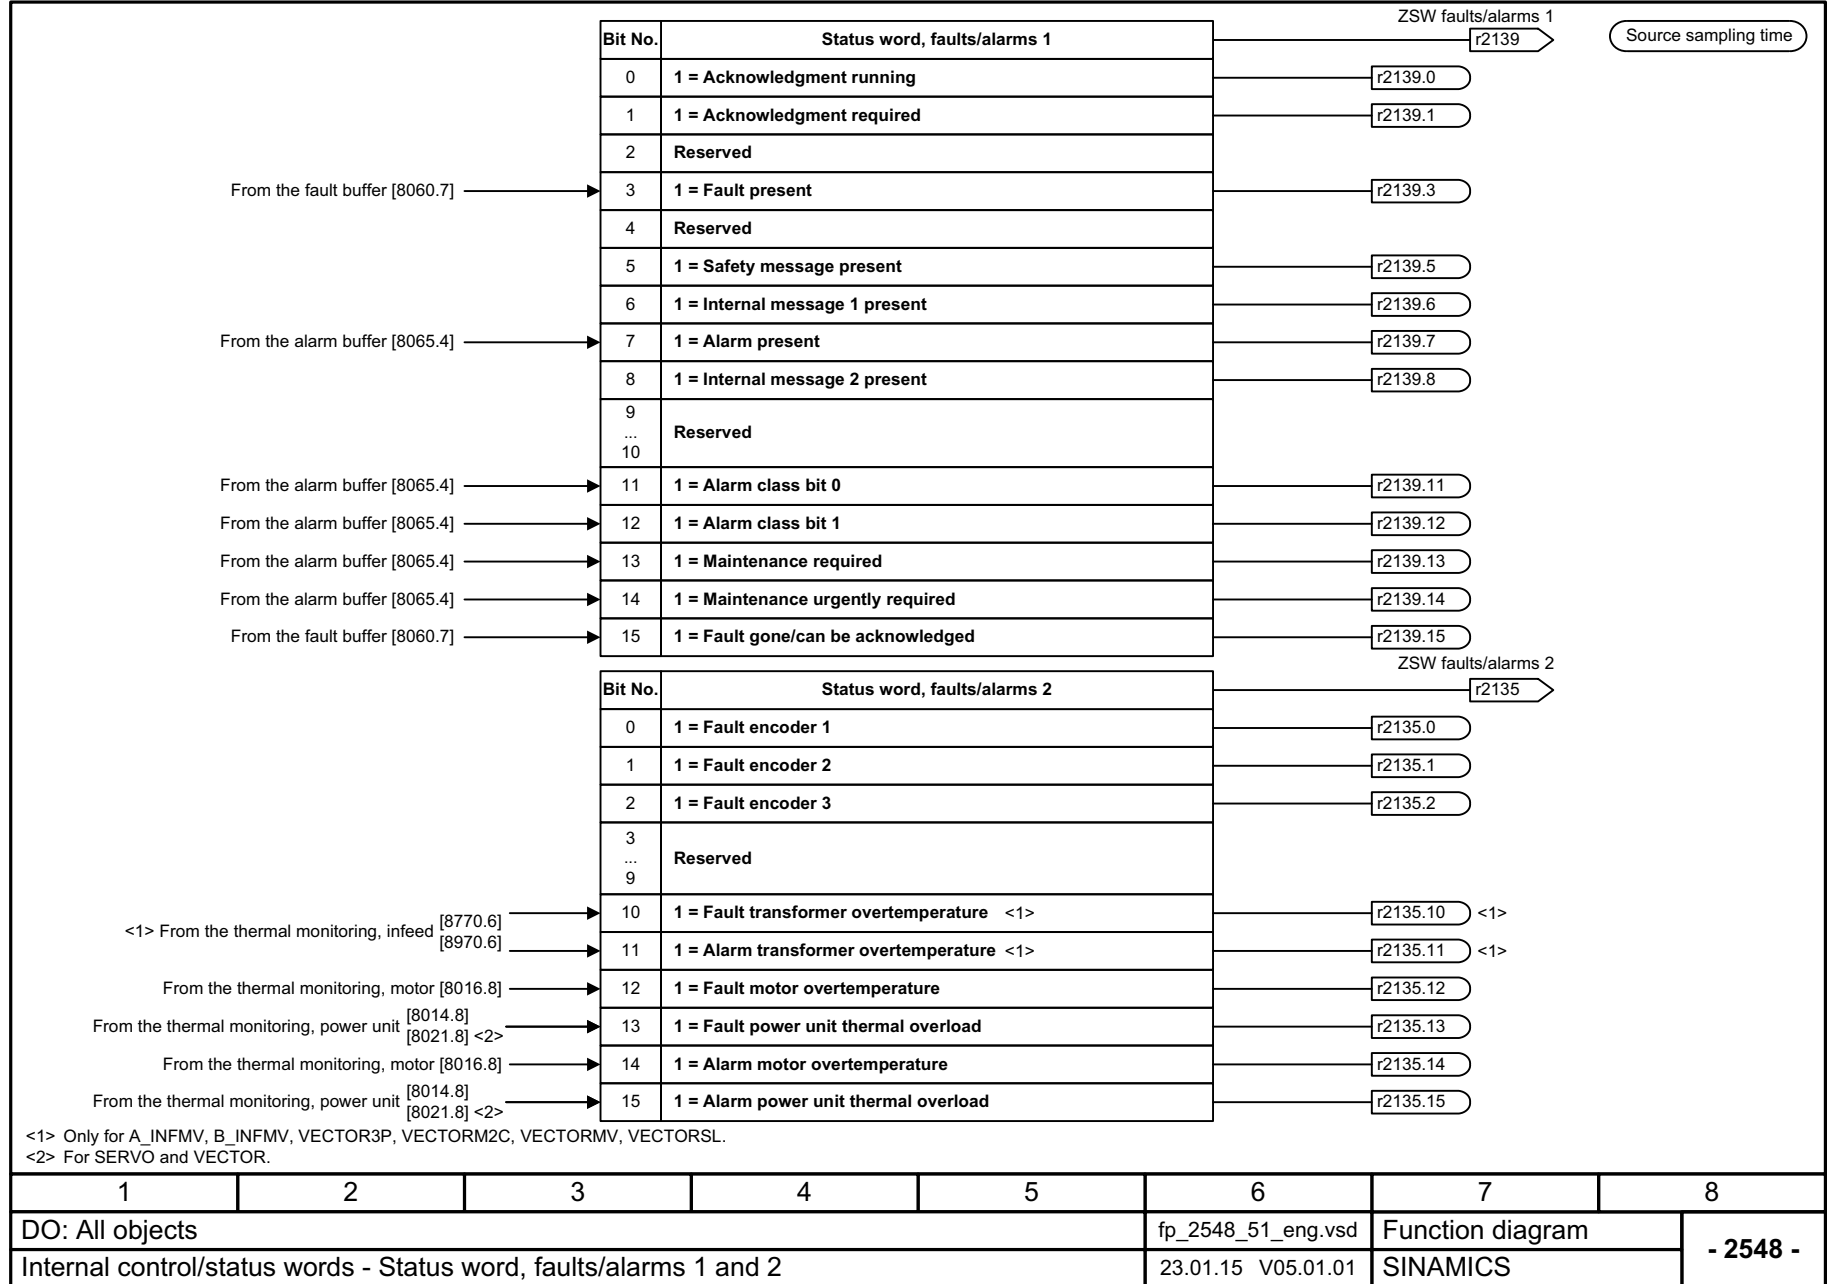 ZSW faults/alarms 1
Bit No. Status word, faults/alarms 1 r2139 Source sampling time
0 1 = Acknowledgment running r2139.0
1 1 = Acknowledgment required r2139.1
2 Reserved
From the fault buffer [8060.7] 3 1 = Fault present r2139.3
4 Reserved
5 1 = Safety message present r2139.5
6 1 = Internal message 1 present r2139.6
From the alarm buffer [8065.4] 7 1 = Alarm present r2139.7
8 1 = Internal message 2 present r2139.8
9
... Reserved
10
From the alarm buffer [8065.4] 11 1 = Alarm class bit 0 r2139.11
From the alarm buffer [8065.4] 12 1 = Alarm class bit 1 r2139.12
From the alarm buffer [8065.4] 13 1 = Maintenance required r2139.13
From the alarm buffer [8065.4] 14 1 = Maintenance urgently required r2139.14
From the fault buffer [8060.7] 15 1 = Fault gone/can be acknowledged r2139.15
ZSW faults/alarms 2
Bit No. Status word, faults/alarms 2 r2135
0 1 = Fault encoder 1 r2135.0
1 1 = Fault encoder 2 r2135.1
2 1 = Fault encoder 3 r2135.2
3
... Reserved
9
<1> From the thermal monitoring, infeed [8770.6] 10 1 = Fault transformer overtemperature <1> r2135.10 <1>
[8970.6] 11 1 = Alarm transformer overtemperature <1> r2135.11 <1>
From the thermal monitoring, motor [8016.8] 12 1 = Fault motor overtemperature r2135.12
From the thermal monitoring, power unit [8014.8] [8021.8] <2> 13 1 = Fault power unit thermal overload r2135.13
From the thermal monitoring, motor [8016.8] 14 1 = Alarm motor overtemperature r2135.14
From the thermal monitoring, power unit [8014.8] [8021.8] <2> 15 1 = Alarm power unit thermal overload r2135.15
<1> Only for A_INFMV, B_INFMV, VECTOR3P, VECTORM2C, VECTORMV, VECTORSL.
<2> For SERVO and VECTOR.
1 2 3 4 5 6 7 8
DO: All objects fp_2548_51_eng.vsd Function diagram - 2548 -
Internal control/status words - Status word, faults/alarms 1 and 2 23.01.15 V05.01.01 SINAMICS